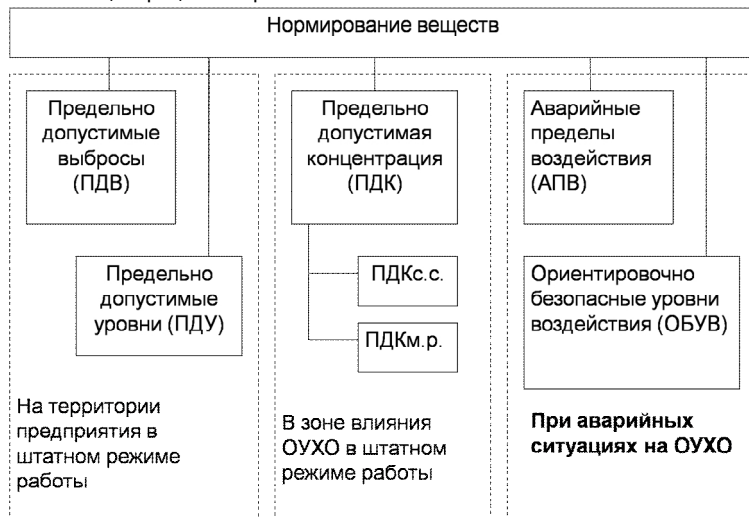 Нормирование веществ
Предельно
допустимые
выбросы
(ПДВ)
Предельно
допустимые
уровни (ПДУ)
На территории
предприятия в
штатном режиме
работы
Предельно
допустимая
концентрация
(ПДК)
ПДКс.с.
ПДКм.р.
В зоне влияния
ОУХО в штатном
режиме работы
Аварийные
пределы
воздействия
(АПВ)
Ориентировочно
безопасные уровни
воздействия (ОБУВ)
При аварийных
ситуациях на ОУХО